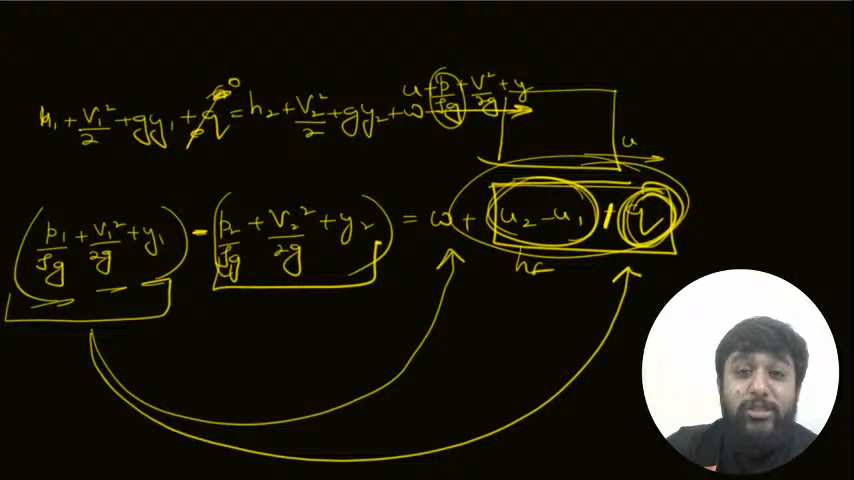 u + p/ρg + V²/2g + y
h₁ + V₁²/2 + gy₁ + q = h₂ + V₂²/2 + gy₂ + ω
u
(p₁/ρg + V₁²/2g + y₁) - (p₂/ρg + V₂²/2g + y₂) = ω + u₂ - u₁ + q